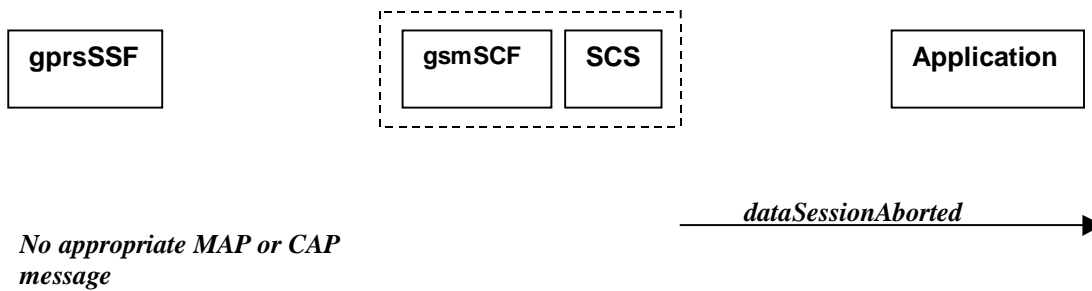 gprsSSF
gsmSCF
SCS
Application
dataSessionAborted
No appropriate MAP or CAP
message